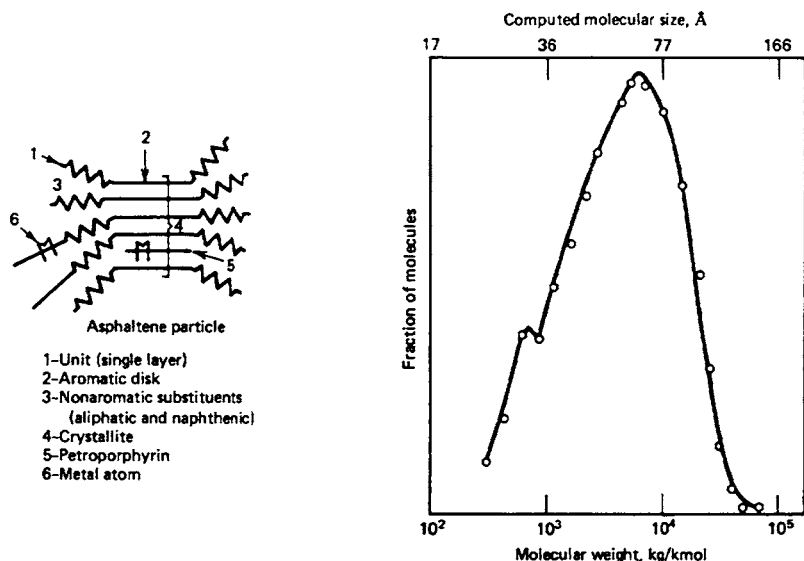 1
2
3
6
4
5
Asphaltene particle
1–Unit (single layer)
2–Aromatic disk
3–Nonaromatic substituents
(aliphatic and naphthenic)
4–Crystallite
5–Petroporphyrin
6–Metal atom
Computed molecular size, Å
17 36 77 166
Fraction of molecules
10² 10³ 10⁴ 10⁵
Molecular weight, kg/kmol